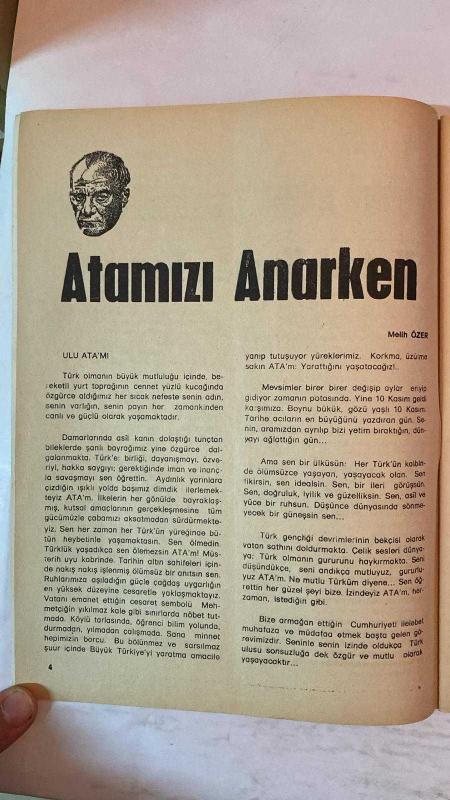 Atamızı Anarken
Melih ÖZER
ULU ATA'MI
Türk olmanın büyük mutluluğu içinde, be-
reketli yurt toprağının cennet yüzlü kucağında
özgürce aldığımız her sıcak nefeste senin adın,
senin varlığın, senin payın her zamankinden
canlı ve güçlü olarak yaşamaktadır.
Damarlarında asil kanın dolaştığı tunçtan
bileklerde şanlı bayrağımız yine özgürce dal-
galanmakta. Türk'e: birliği, dayanışmayı, özve-
riyi, hakka saygıyı; gerektiğinde iman ve inanç-
la savaşmayı sen öğrettin. Aydınlık yarınlara
çizdiğin ışıklı yolda başımız dimdik ilerlemek-
teyiz ATA'm. İlkelerin her gönülde bayraklaş-
mış, kutsal amaçlarının gerçekleşmesine tüm
gücümüzle çabamızı aksatmadan sürdürmekte-
yiz. Sen her zaman her Türk'ün yüreğinde bü-
tün heybetinle yaşamaktasın. Sen ölmedin.
Türklük yaşadıkca sen ölemezsin ATA'm! Müs-
terih uyu kabrinde. Tarihin altın sahifeleri için-
de nakış nakış işlenmiş ölümsüz bir anıtsın sen.
Ruhlarımıza aşıladığın güçle çağdaş uygarlığın
en yüksek düzeyine cesaretle yaklaşmaktayız.
Vatanı emanet ettiğin cesaret sembolü Meh-
metçiğin yıkılmaz kale gibi sınırlarda nöbet tut-
mada. Köylü tarlasında, öğrenci bilim yolunda,
durmadan, yılmadan çalışmada. Sana minnet
hepimizin borcu. Bu bölünmez ve sarsılmaz
şuur içinde Büyük Türkiye'yi yaratma amacile
4
yanıp tutuşuyor yüreklerimiz. Korkma, üzülme
sakın ATA'm: Yarattığını yaşatacağız!..
Mevsimler birer birer değişip aylar eriyip
gidiyor zamanın potasında. Yine 10 Kasım geldi
karşımıza. Boynu bükük, gözü yaşlı 10 Kasım.
Tarihe acıların en büyüğünü yazdıran gün. Se-
nin, aramızdan ayrılıp bizi yetim bıraktığın, dün-
yayı ağlattığın gün...
Ama sen bir ülküsün: Her Türk'ün kalbin-
de ölümsüzce yaşayan, yaşayacak olan. Sen
fikirsin, sen idealsin. Sen, bir ileri görüşsün.
Sen, doğruluk, iyilik ve güzelliksin. Sen, asil ve
yüce bir ruhsun. Düşünce dünyasında sönme-
yecek bir güneşsin sen...
Türk gençliği devrimlerinin bekçisi olarak
vatan sathını doldurmakta. Çelik sesleri dünya-
ya: Türk olmanın gururunu haykırmakta. Seni
düşündükçe, seni andıkça mutluyuz, gururlu-
yuz ATA'm. Ne mutlu Türküm diyene... Sen öğ-
rettin her güzel şeyi bize. İzindeyiz ATA'm, her-
zaman, istediğin gibi.
Bize armağan ettiğin Cumhuriyeti ilelebet
muhafaza ve müdafaa etmek başta gelen gö-
revimizdir. Seninle senin izinde oldukça Türk
ulusu sonsuzluğa dek özgür ve mutlu olarak
yaşayacaktır...